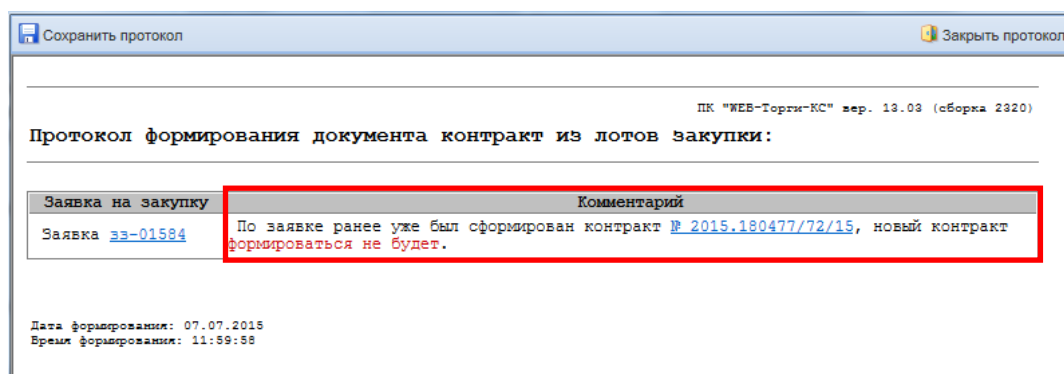 Сохранить протокол Закрыть протокол
ПК "WEB-Торги-КС" вер. 13.03 (сборка 2320)
Протокол формирования документа контракт из лотов закупки:
Заявка на закупку Комментарий
Заявка зз-01584 По заявке ранее уже был сформирован контракт № 2015.180477/72/15, новый контракт
формироваться не будет.
Дата формирования: 07.07.2015
Время формирования: 11:59:58